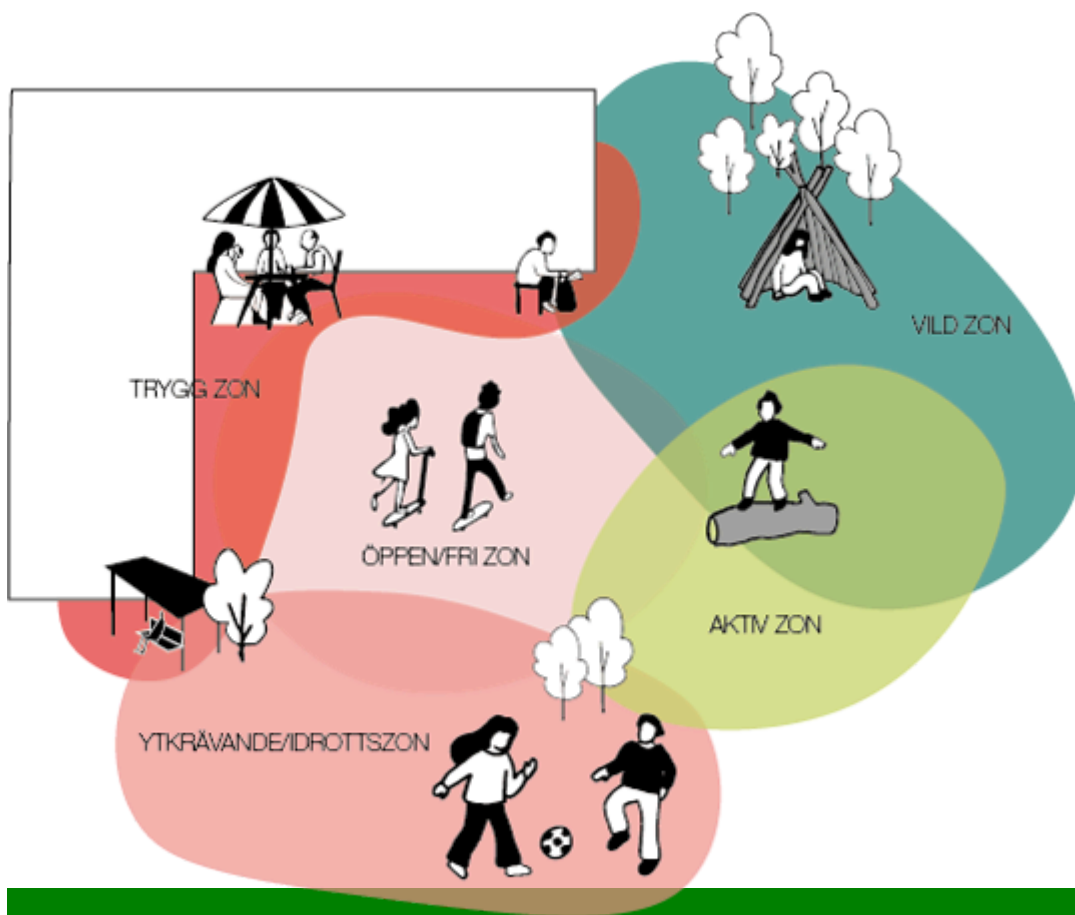 VILD ZON
TRYGG ZON
ÖPPEN/FRI ZON
AKTIV ZON
YTKRÄVANDE/IDROTTSZON